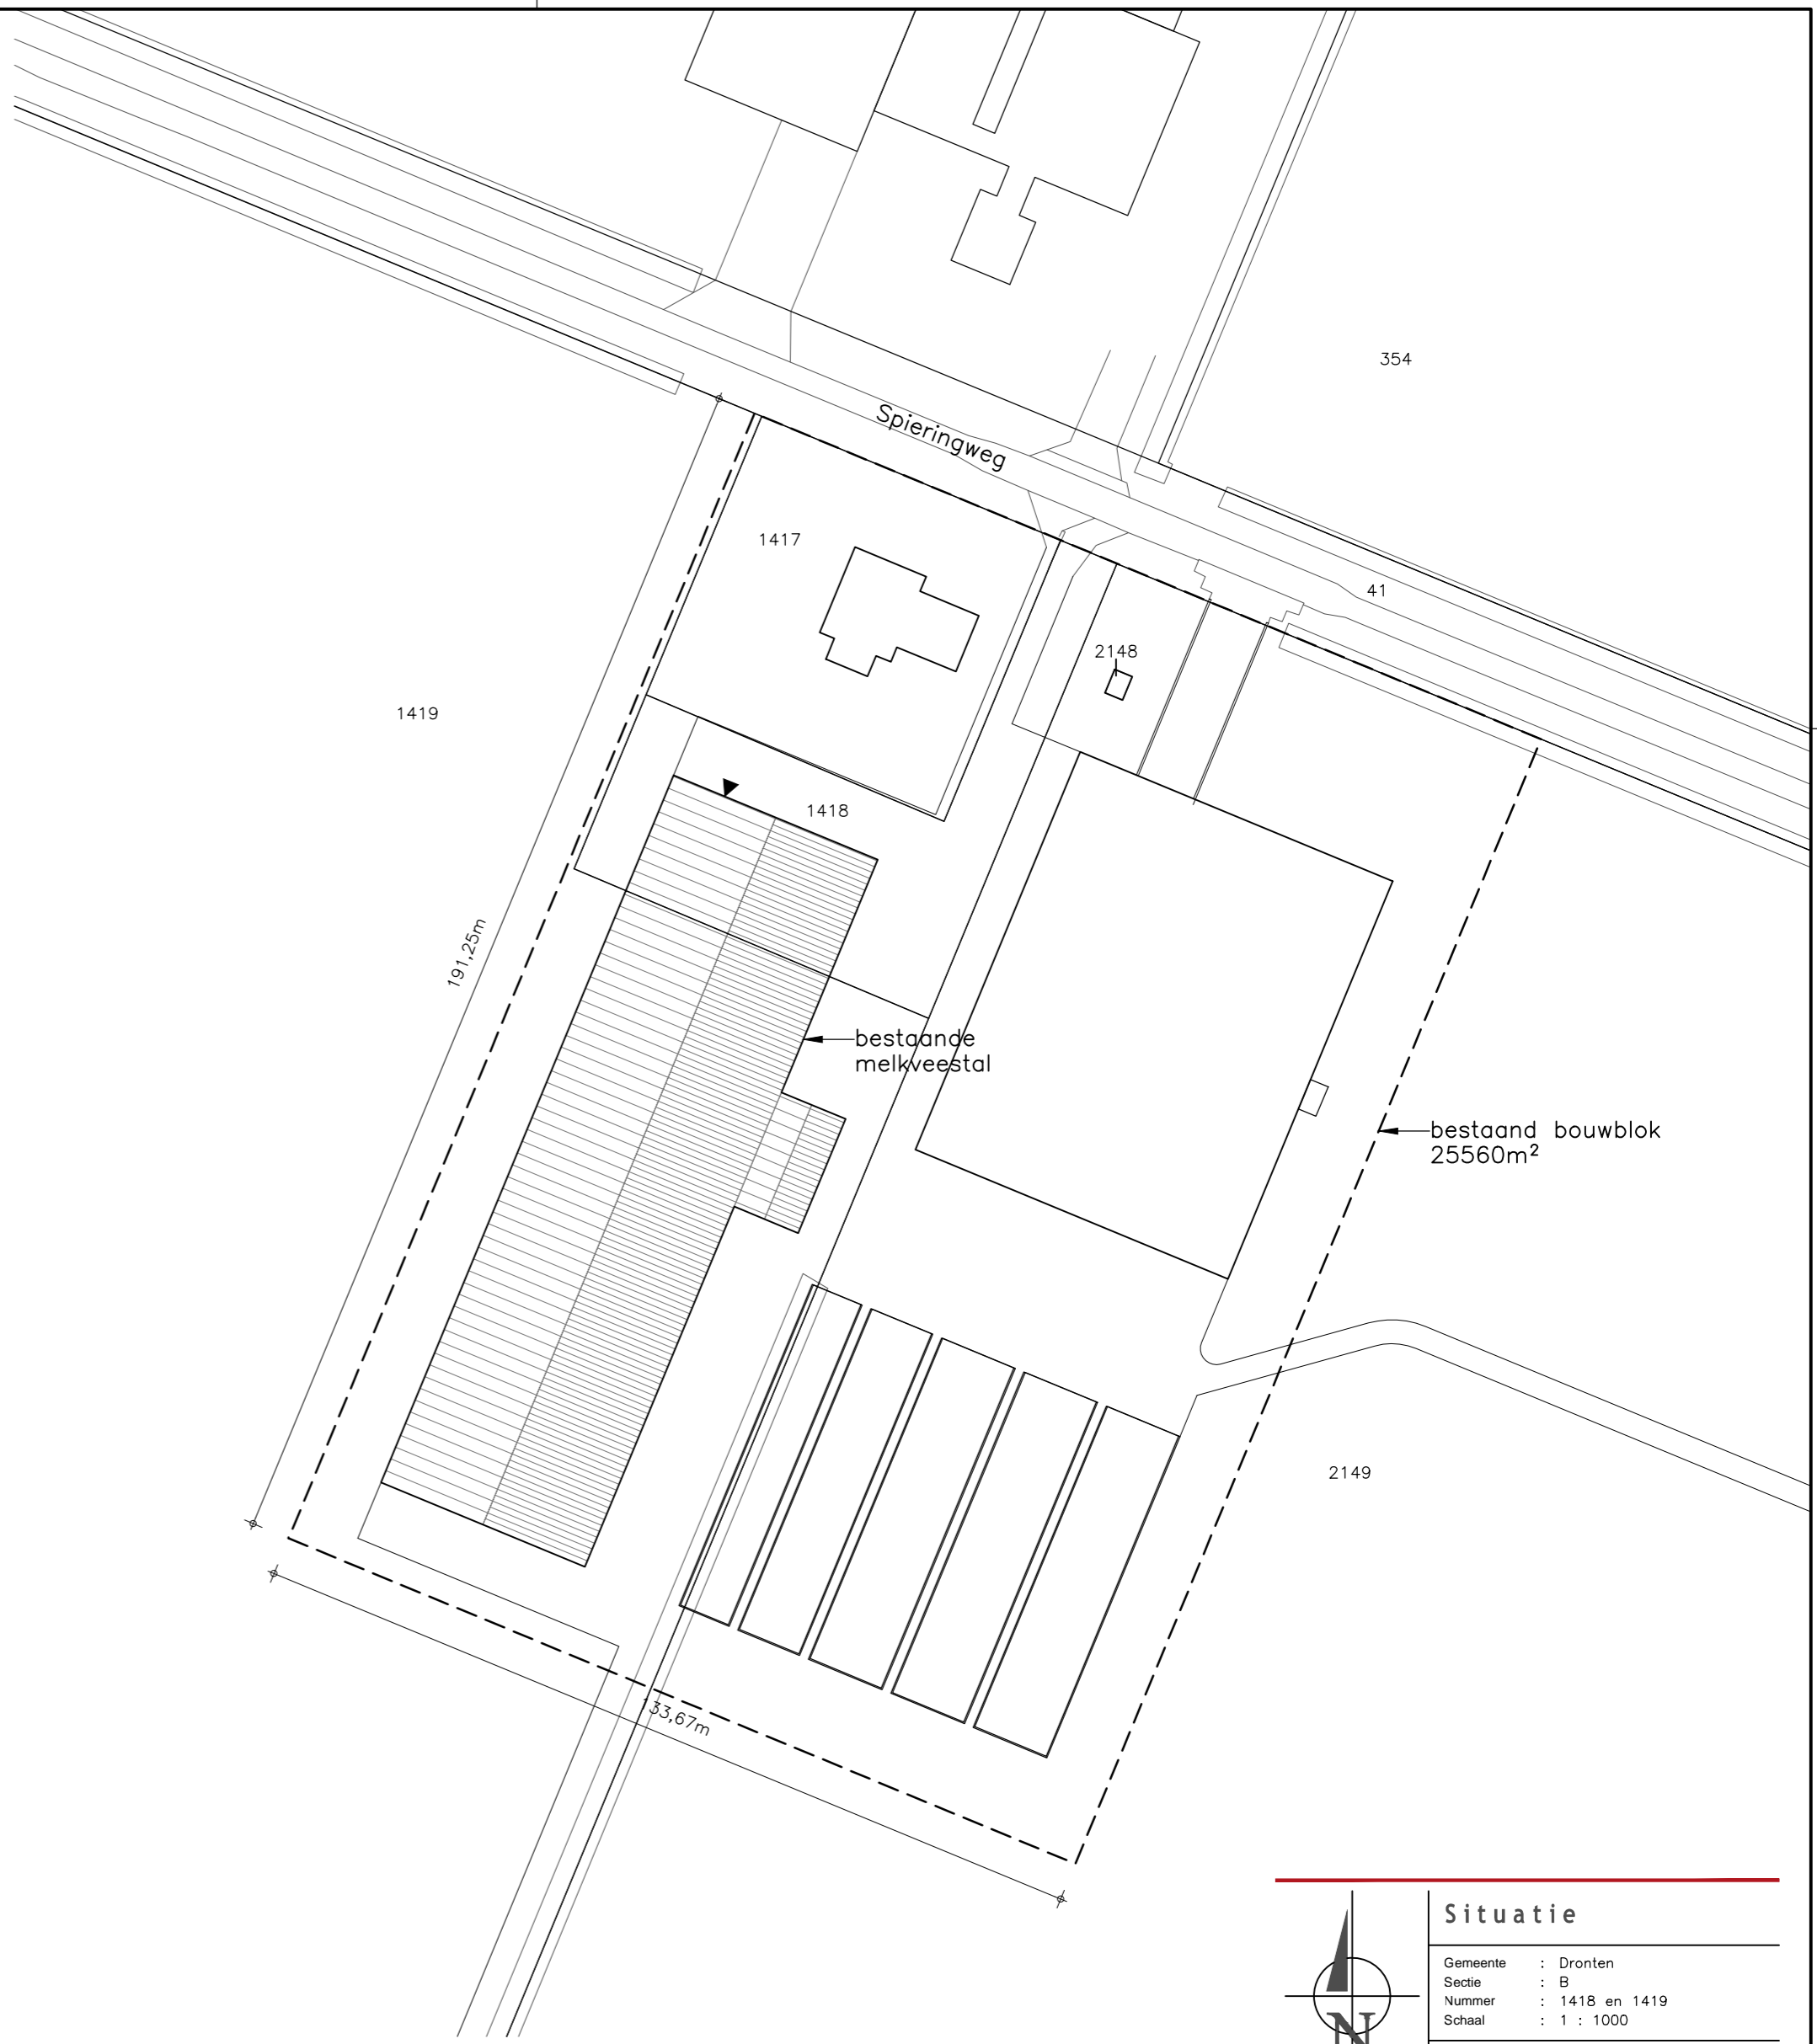 354
Spieringweg
1417
41
2148
1419
1418
191,25m
bestaande
melkveestal
bestaand bouwblok
25560m²
2149
133,67m
Situatie
Gemeente : Dronten
Sectie : B
Nummer : 1418 en 1419
Schaal : 1 : 1000
N